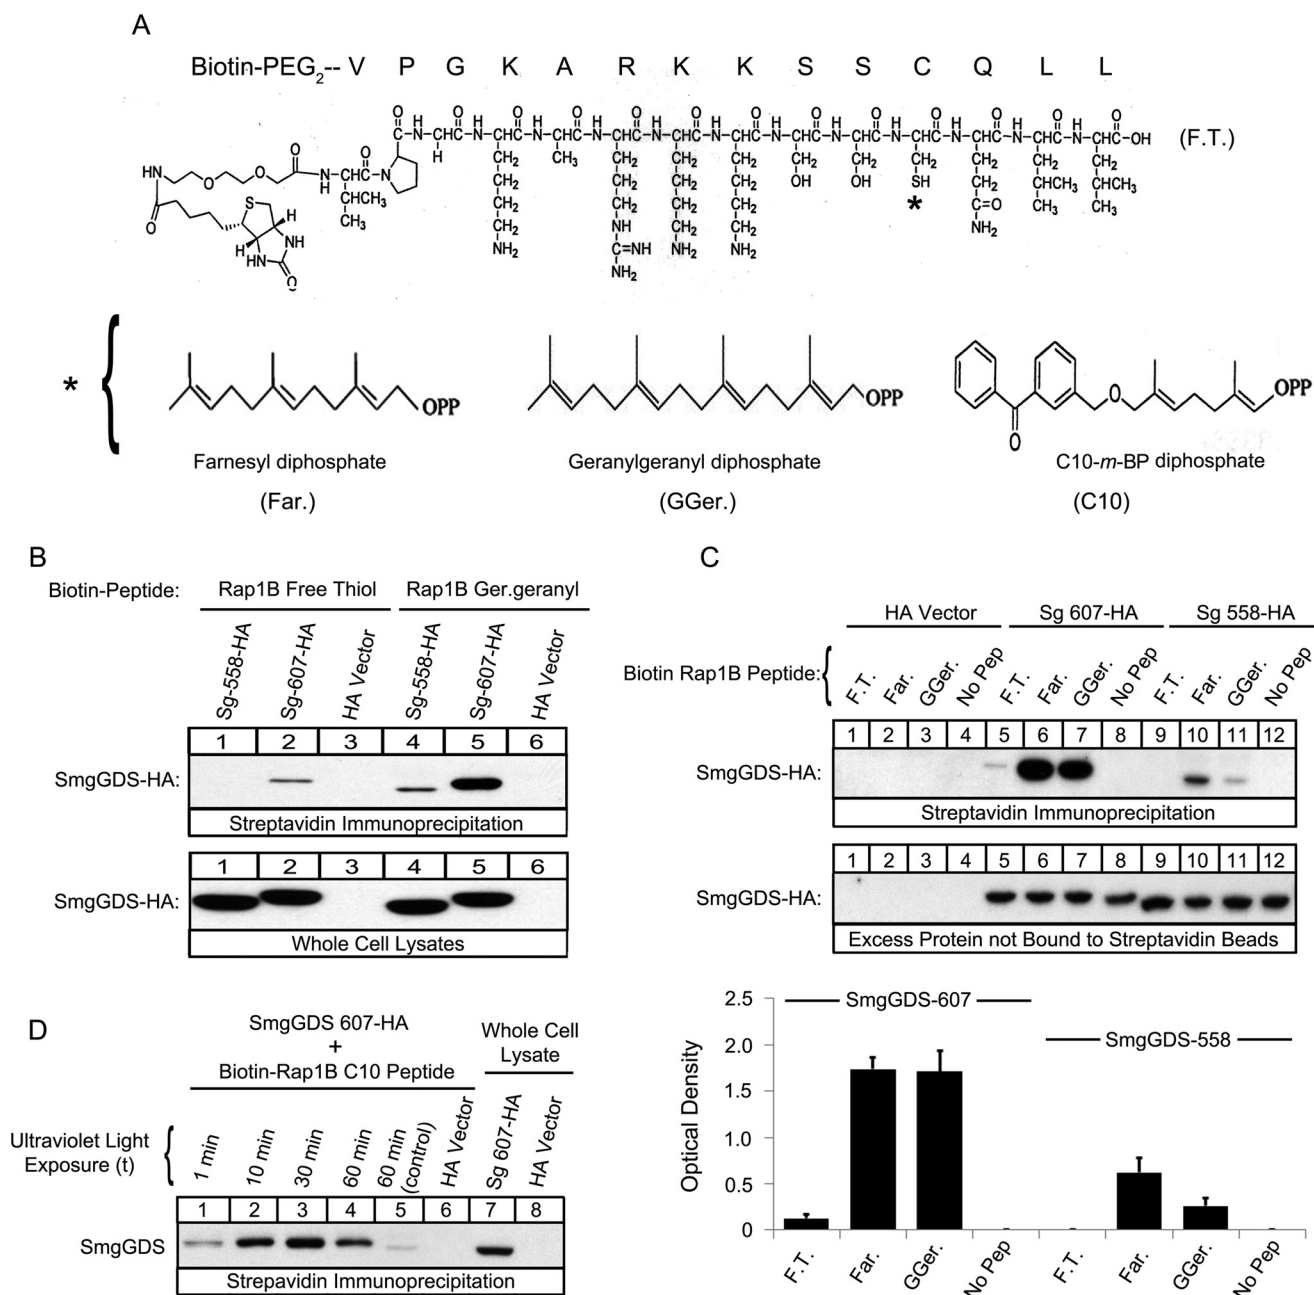 A
Biotin-PEG2-- V P G K A R K K S S C Q L L
(F.T.)
*
*
OPP
OPP
OPP
Farnesyl diphosphate
Geranylgeranyl diphosphate
C10-m-BP diphosphate
(Far.)
(GGer.)
(C10)
B
Biotin-Peptide:
Rap1B Free Thiol
Rap1B Ger.geranyl
Sg-558-HA
Sg-607-HA
HA Vector
Sg-558-HA
Sg-607-HA
HA Vector
1 2 3 4 5 6
SmgGDS-HA:
Streptavidin Immunoprecipitation
1 2 3 4 5 6
SmgGDS-HA:
Whole Cell Lysates
C
HA Vector
Sg 607-HA
Sg 558-HA
Biotin Rap1B Peptide:
F.T. Far. GGer. No Pep F.T. Far. GGer. No Pep F.T. Far. GGer. No Pep
1 2 3 4 5 6 7 8 9 10 11 12
SmgGDS-HA:
Streptavidin Immunoprecipitation
1 2 3 4 5 6 7 8 9 10 11 12
SmgGDS-HA:
Excess Protein not Bound to Streptavidin Beads
Optical Density
2.5
2.0
1.5
1.0
0.5
0
SmgGDS-607
SmgGDS-558
F.T. Far. GGer. No Pep F.T. Far. GGer. No Pep
D
SmgGDS 607-HA
+
Biotin-Rap1B C10 Peptide
Whole Cell
Lysate
Ultraviolet Light
Exposure (t)
1 min
10 min
30 min
60 min
60 min
(control)
HA Vector
Sg 607-HA
HA Vector
1 2 3 4 5 6 7 8
SmgGDS
Strepavidin Immunoprecipitation